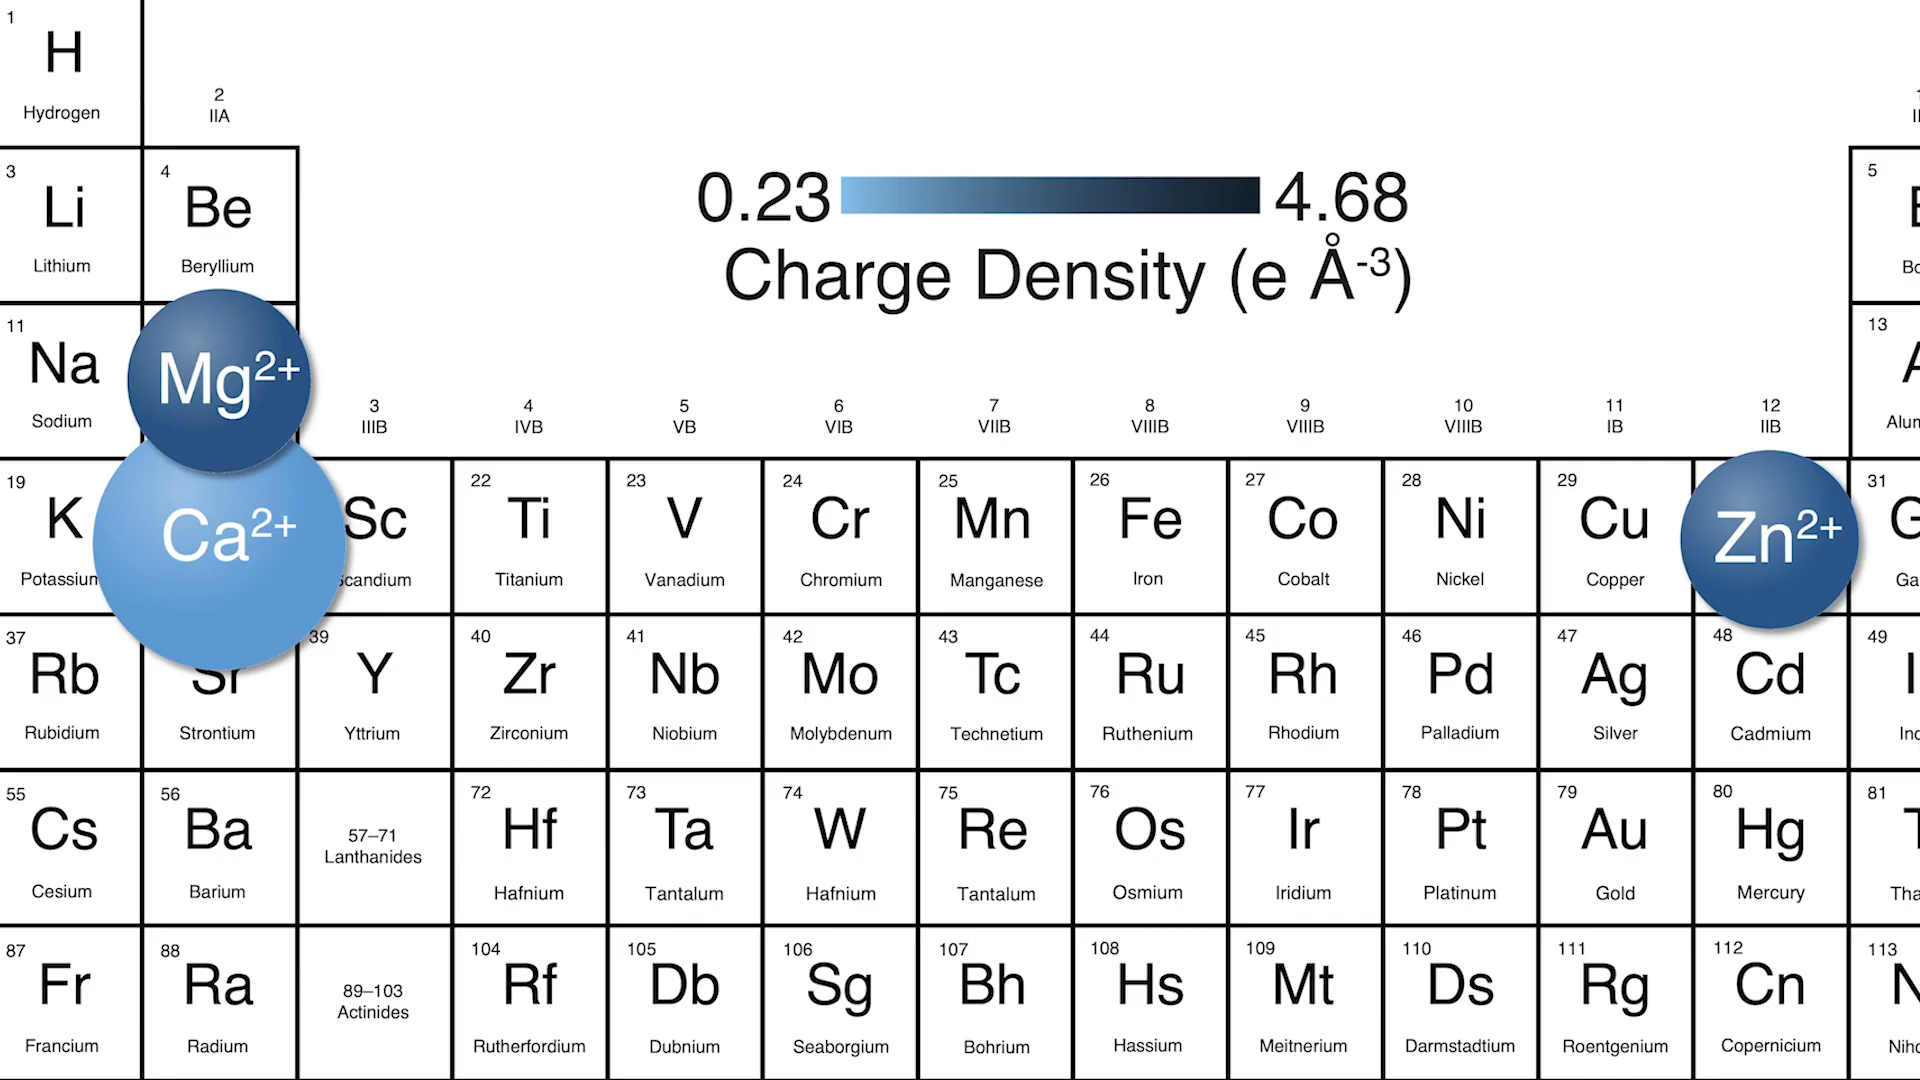 1
H
Hydrogen
2
IIA
3
Li
Lithium
4
Be
Beryllium
0.23 4.68
Charge Density (e Å-3)
5
11
Na
Sodium
Mg2+
13
3
IIIB
4
IVB
5
VB
6
VIB
7
VIIB
8
VIIIB
9
VIIIB
10
VIIIB
11
IB
12
IIB
19
K
Potassium
Ca2+
Sc
Scandium
22
Ti
Titanium
23
V
Vanadium
24
Cr
Chromium
25
Mn
Manganese
26
Fe
Iron
27
Co
Cobalt
28
Ni
Nickel
29
Cu
Copper
Zn2+
31
37
Rb
Rubidium
Sr
Strontium
39
Y
Yttrium
40
Zr
Zirconium
41
Nb
Niobium
42
Mo
Molybdenum
43
Tc
Technetium
44
Ru
Ruthenium
45
Rh
Rhodium
46
Pd
Palladium
47
Ag
Silver
48
Cd
Cadmium
49
55
Cs
Cesium
56
Ba
Barium
57–71
Lanthanides
72
Hf
Hafnium
73
Ta
Tantalum
74
W
Hafnium
75
Re
Tantalum
76
Os
Osmium
77
Ir
Iridium
78
Pt
Platinum
79
Au
Gold
80
Hg
Mercury
81
87
Fr
Francium
88
Ra
Radium
89–103
Actinides
104
Rf
Rutherfordium
105
Db
Dubnium
106
Sg
Seaborgium
107
Bh
Bohrium
108
Hs
Hassium
109
Mt
Meitnerium
110
Ds
Darmstadtium
111
Rg
Roentgenium
112
Cn
Copernicium
113